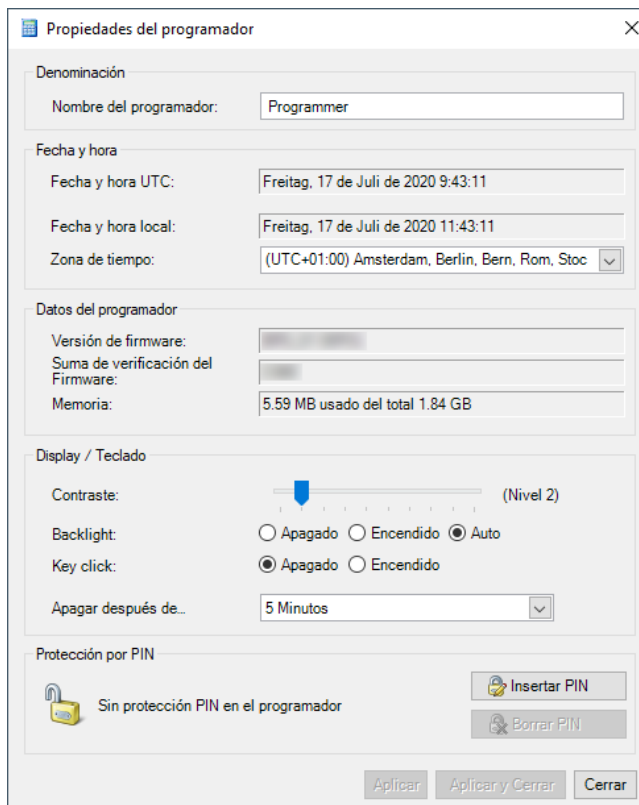 Propiedades del programador
Denominación
Nombre del programador: Programmer
Fecha y hora
Fecha y hora UTC: Freitag, 17 de Juli de 2020 9:43:11
Fecha y hora local: Freitag, 17 de Juli de 2020 11:43:11
Zona de tiempo: (UTC+01:00) Amsterdam, Berlin, Bern, Rom, Stoc
Datos del programador
Versión de firmware:
Suma de verificación del
Firmware:
Memoria: 5.59 MB usado del total 1.84 GB
Display / Teclado
Contraste: (Nivel 2)
Backlight: Apagado Encendido Auto
Key click: Apagado Encendido
Apagar después de... 5 Minutos
Protección por PIN
Insertar PIN
Sin protección PIN en el programador
Borrar PIN
Aplicar Aplicar y Cerrar Cerrar